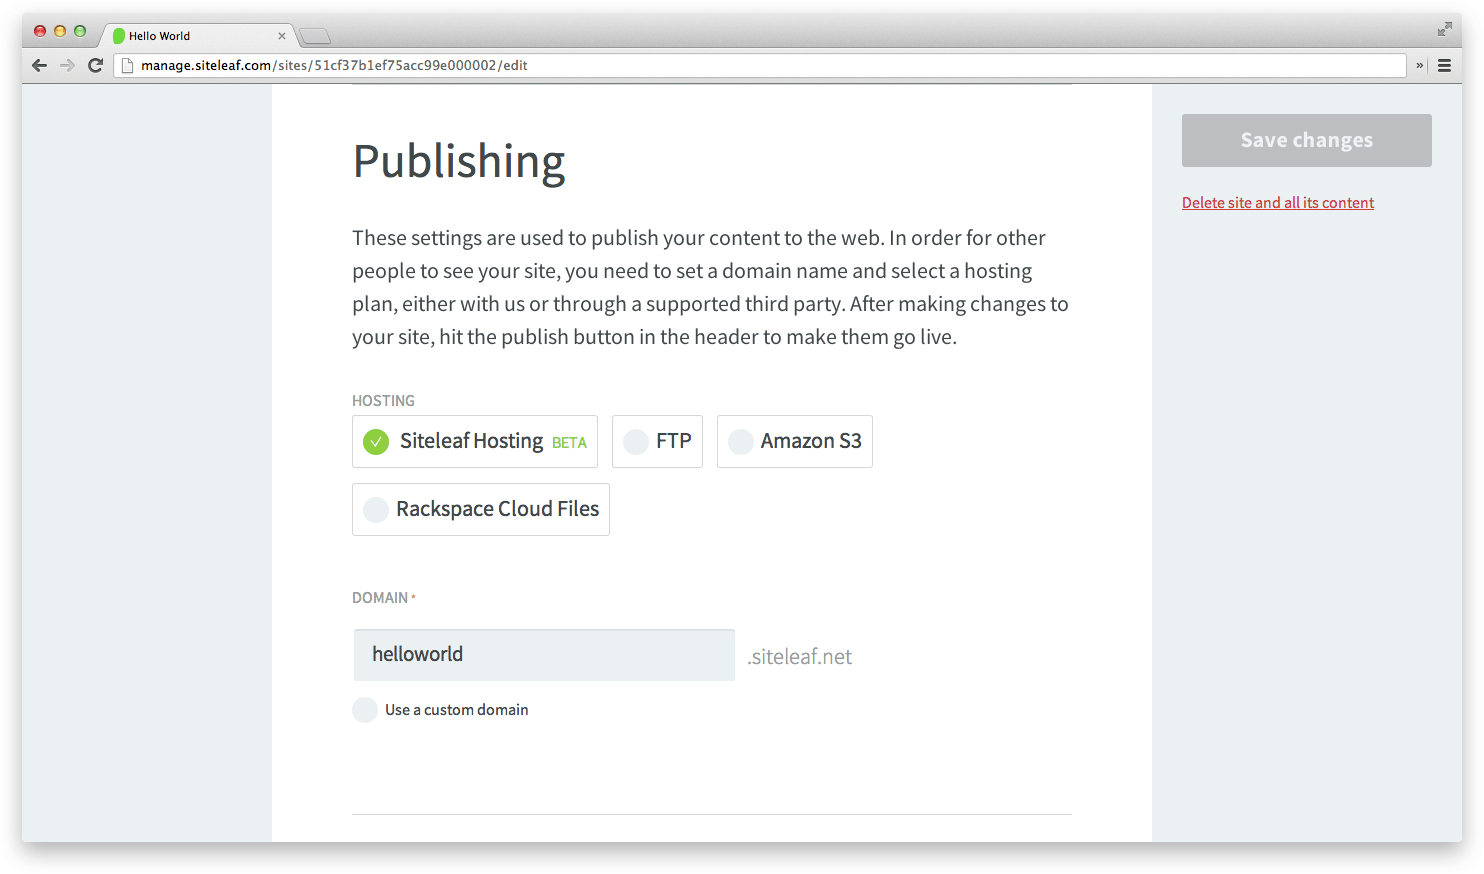 Hello World
manage.siteleaf.com/sites/51cf37b1ef75acc99e000002/edit
»
Save changes
Delete site and all its content
Publishing
These settings are used to publish your content to the web. In order for other
people to see your site, you need to set a domain name and select a hosting
plan, either with us or through a supported third party. After making changes to
your site, hit the publish button in the header to make them go live.
HOSTING
Siteleaf Hosting BETA FTP Amazon S3
Rackspace Cloud Files
DOMAIN *
helloworld .siteleaf.net
Use a custom domain